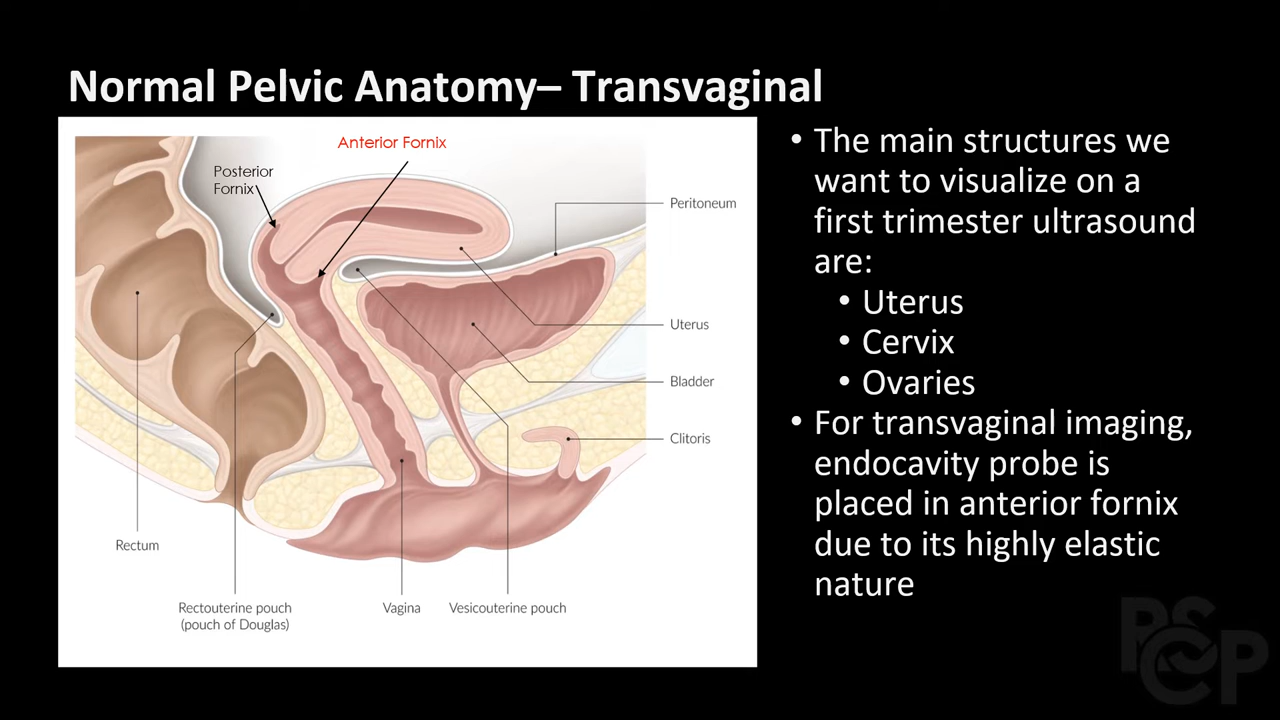 Normal Pelvic Anatomy– Transvaginal
Anterior Fornix
Posterior
Fornix
Peritoneum
Uterus
Bladder
Clitoris
Rectum
Rectouterine pouch
(pouch of Douglas)
Vagina
Vesicouterine pouch
• The main structures we
want to visualize on a
first trimester ultrasound
are:
• Uterus
• Cervix
• Ovaries
• For transvaginal imaging,
endocavity probe is
placed in anterior fornix
due to its highly elastic
nature